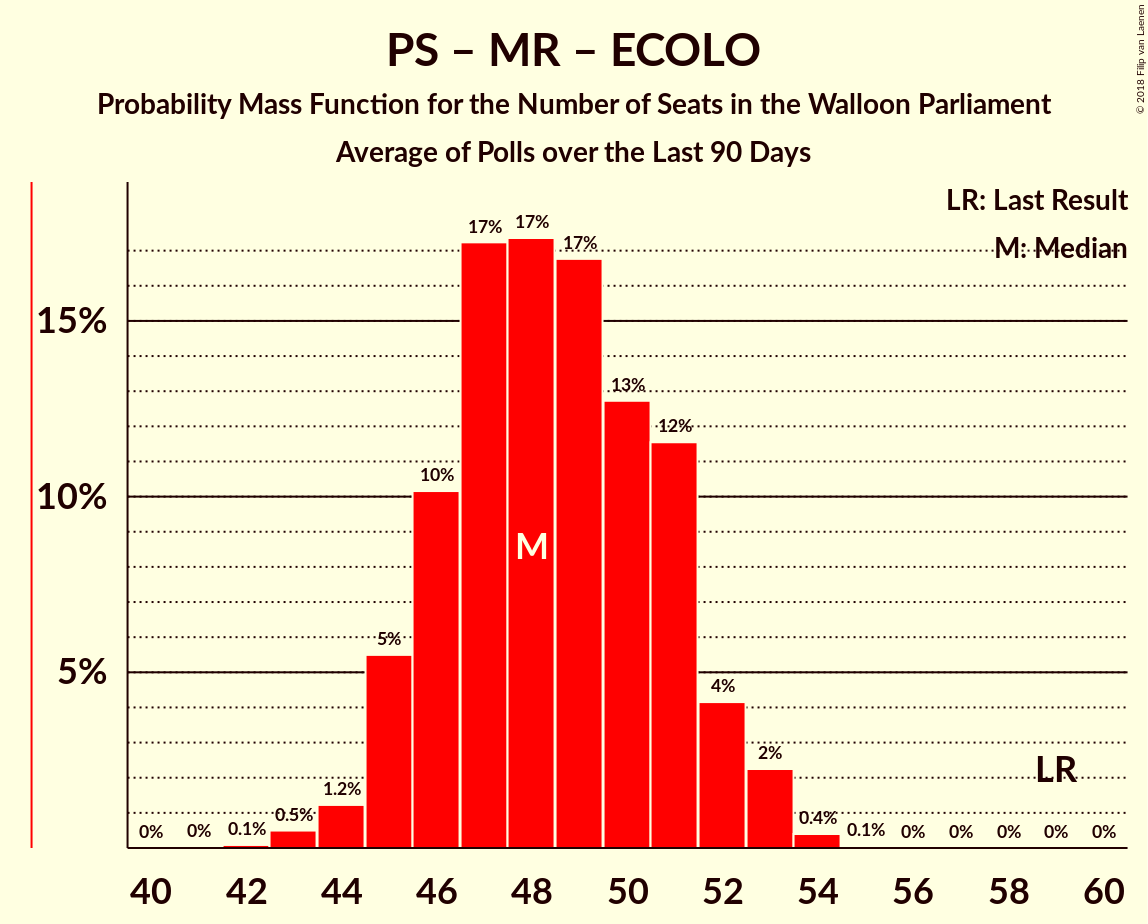 © 2018 Filip van Laenen
PS – MR – ECOLO
Probability Mass Function for the Number of Seats in the Walloon Parliament
Average of Polls over the Last 90 Days
LR: Last Result
M: Median
15%
10%
5%
0%
0%
0.1%
0.5%
1.2%
5%
10%
17%
17%
17%
13%
12%
4%
2%
0.4%
0.1%
0%
0%
0%
0%
0%
M
LR
40 42 44 46 48 50 52 54 56 58 60